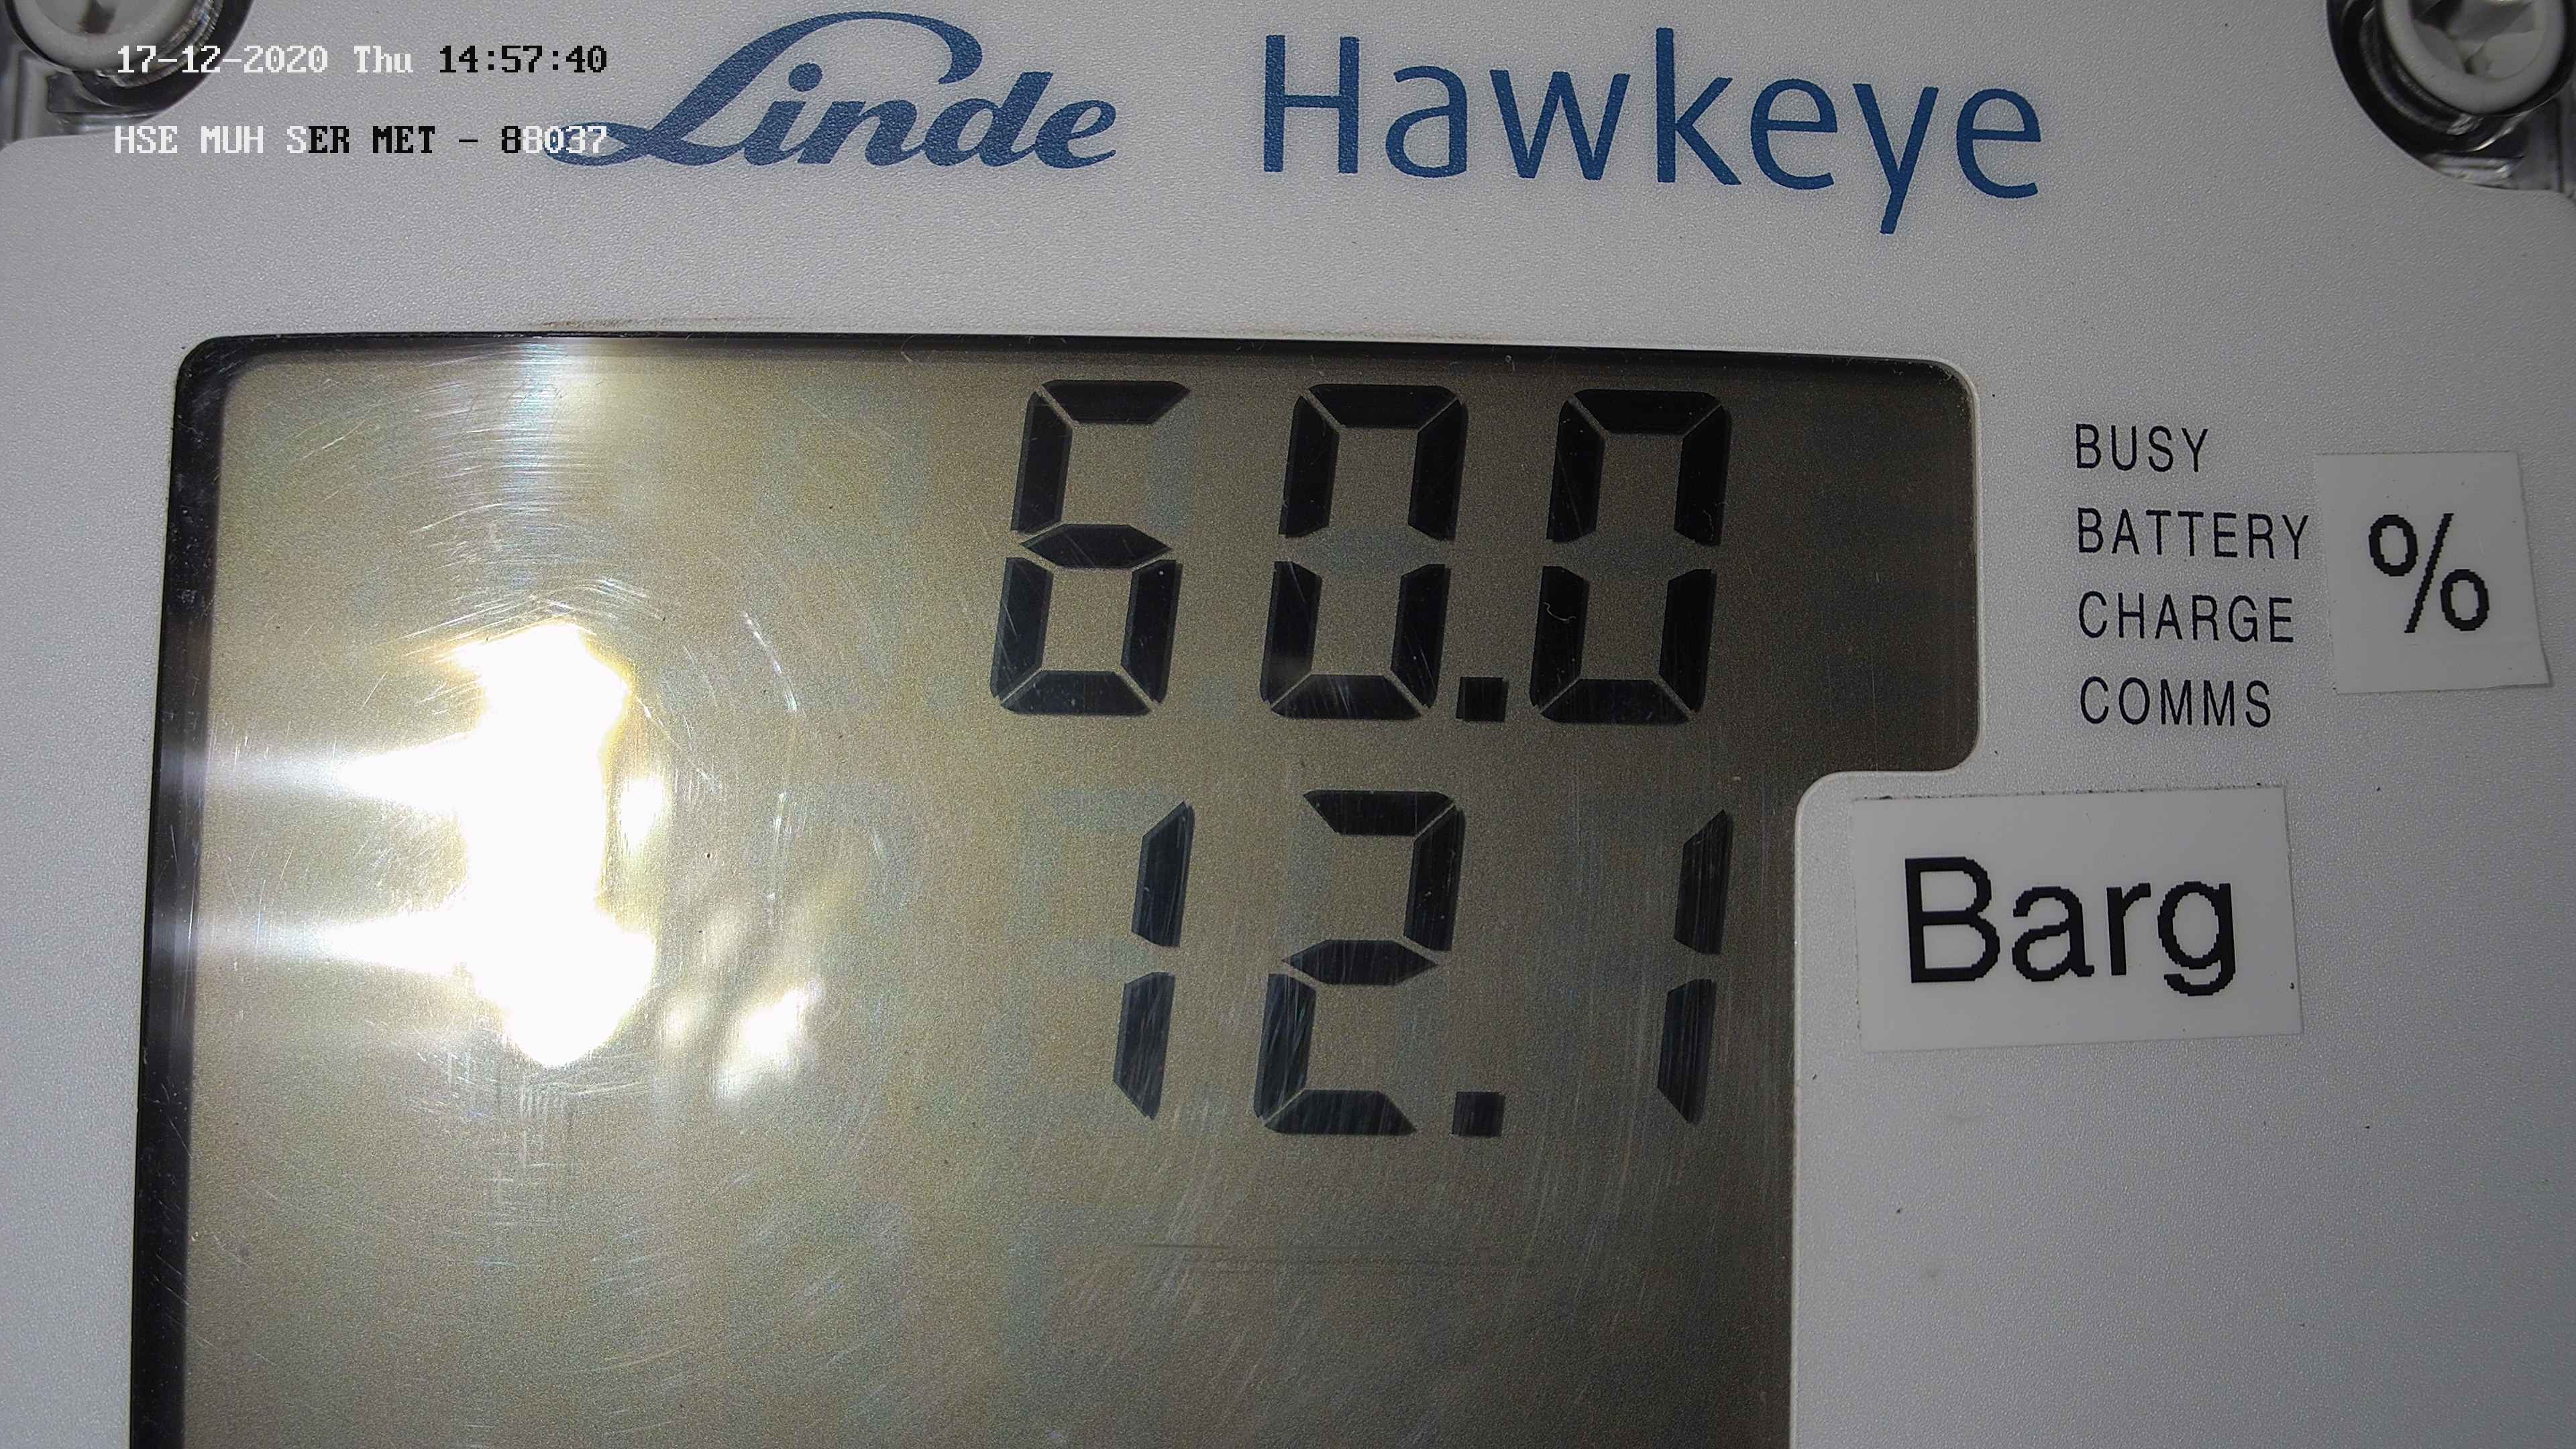 17-12-2020 Thu 14:57:40
HSE MUH SER MET - 88037
Linde Hawkeye
60.0
BUSY
BATTERY
CHARGE
COMMS
%
12.1
Barg